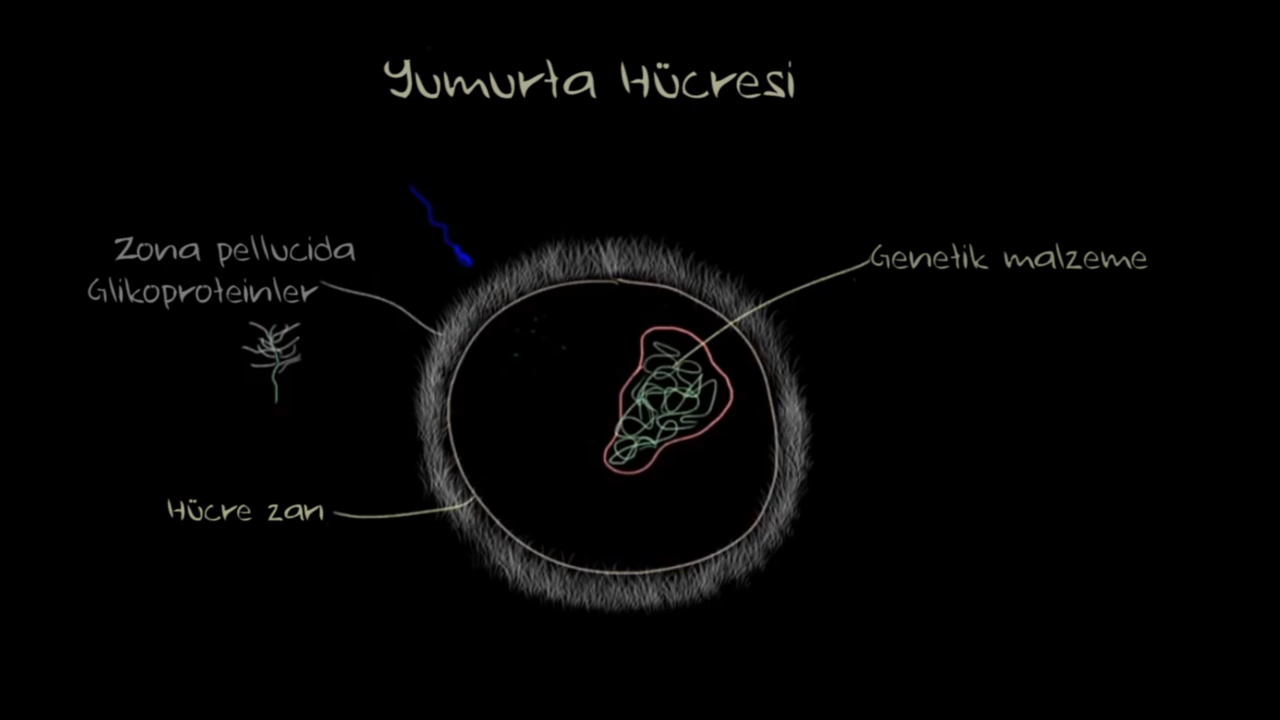 Yumurta Hücresi
Zona pellucida
Glikoproteinler
Genetik malzeme
Hücre zarı